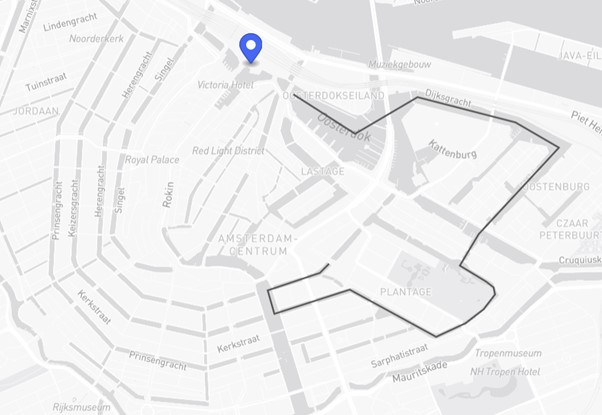 Marnixstr
Lindengracht
Noorderkerk
Herengracht
Singel
Tuinstraat
JORDAAN
Victoria Hotel
Muziekgebouw
JAVA-EIL
OOSTERDOKSEILAND
Dijksgracht
Piet He
Oosterdok
Kattenburg
Red Light District
Royal Palace
LASTAGE
OOSTENBURG
Prinsengracht
Keizersgracht
Herengracht
Singel
Rokin
CZAAR
PETERBUUR
AMSTERDAM-
CENTRUM
Cruquiusk
PLANTAGE
Kerkstraat
Prinsengracht
Kerkstraat
Sarphatistraat
Mauritskade
Tropenmuseum
NH Tropen Hotel
Rijksmuseum